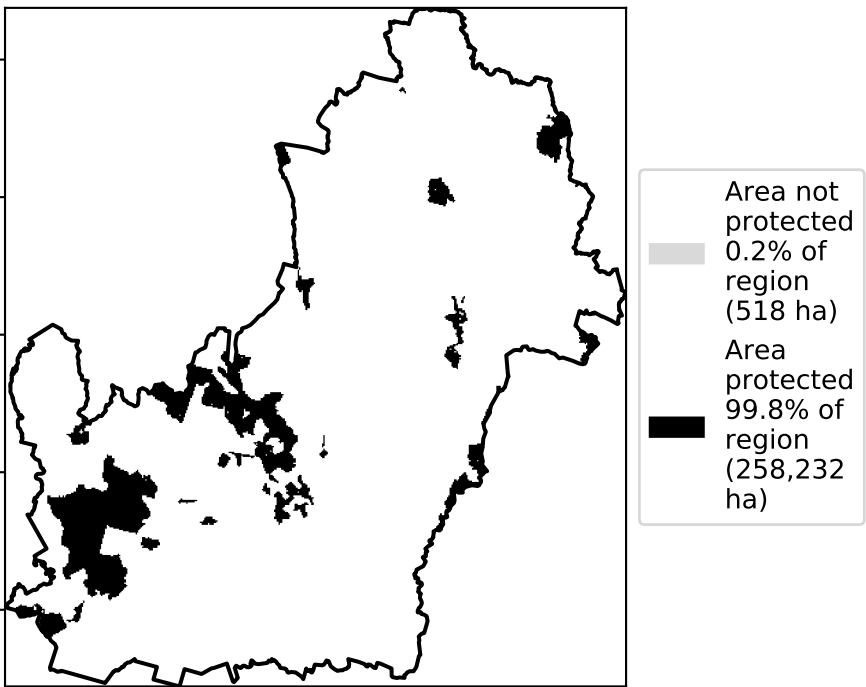 Area not
protected
0.2% of
region
(518 ha)
Area
protected
99.8% of
region
(258,232
ha)